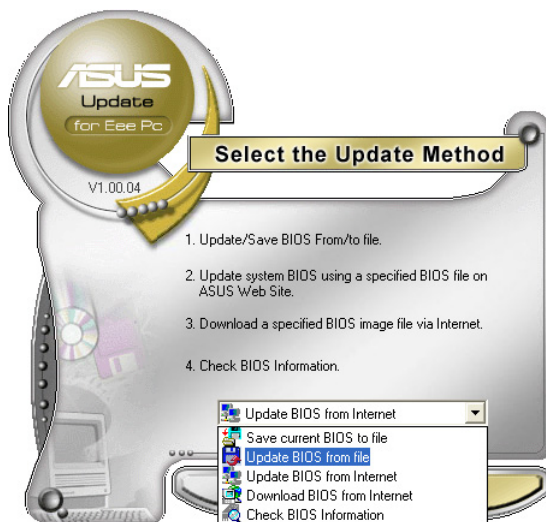 ASUS
Update
for Eee Pc
V1.00.04
Select the Update Method
1. Update/Save BIOS From/to file.
2. Update system BIOS using a specified BIOS file on
ASUS Web Site.
3. Download a specified BIOS image file via Internet.
4. Check BIOS Information.
Update BIOS from Internet
Save current BIOS to file
Update BIOS from file
Update BIOS from Internet
Download BIOS from Internet
Check BIOS Information